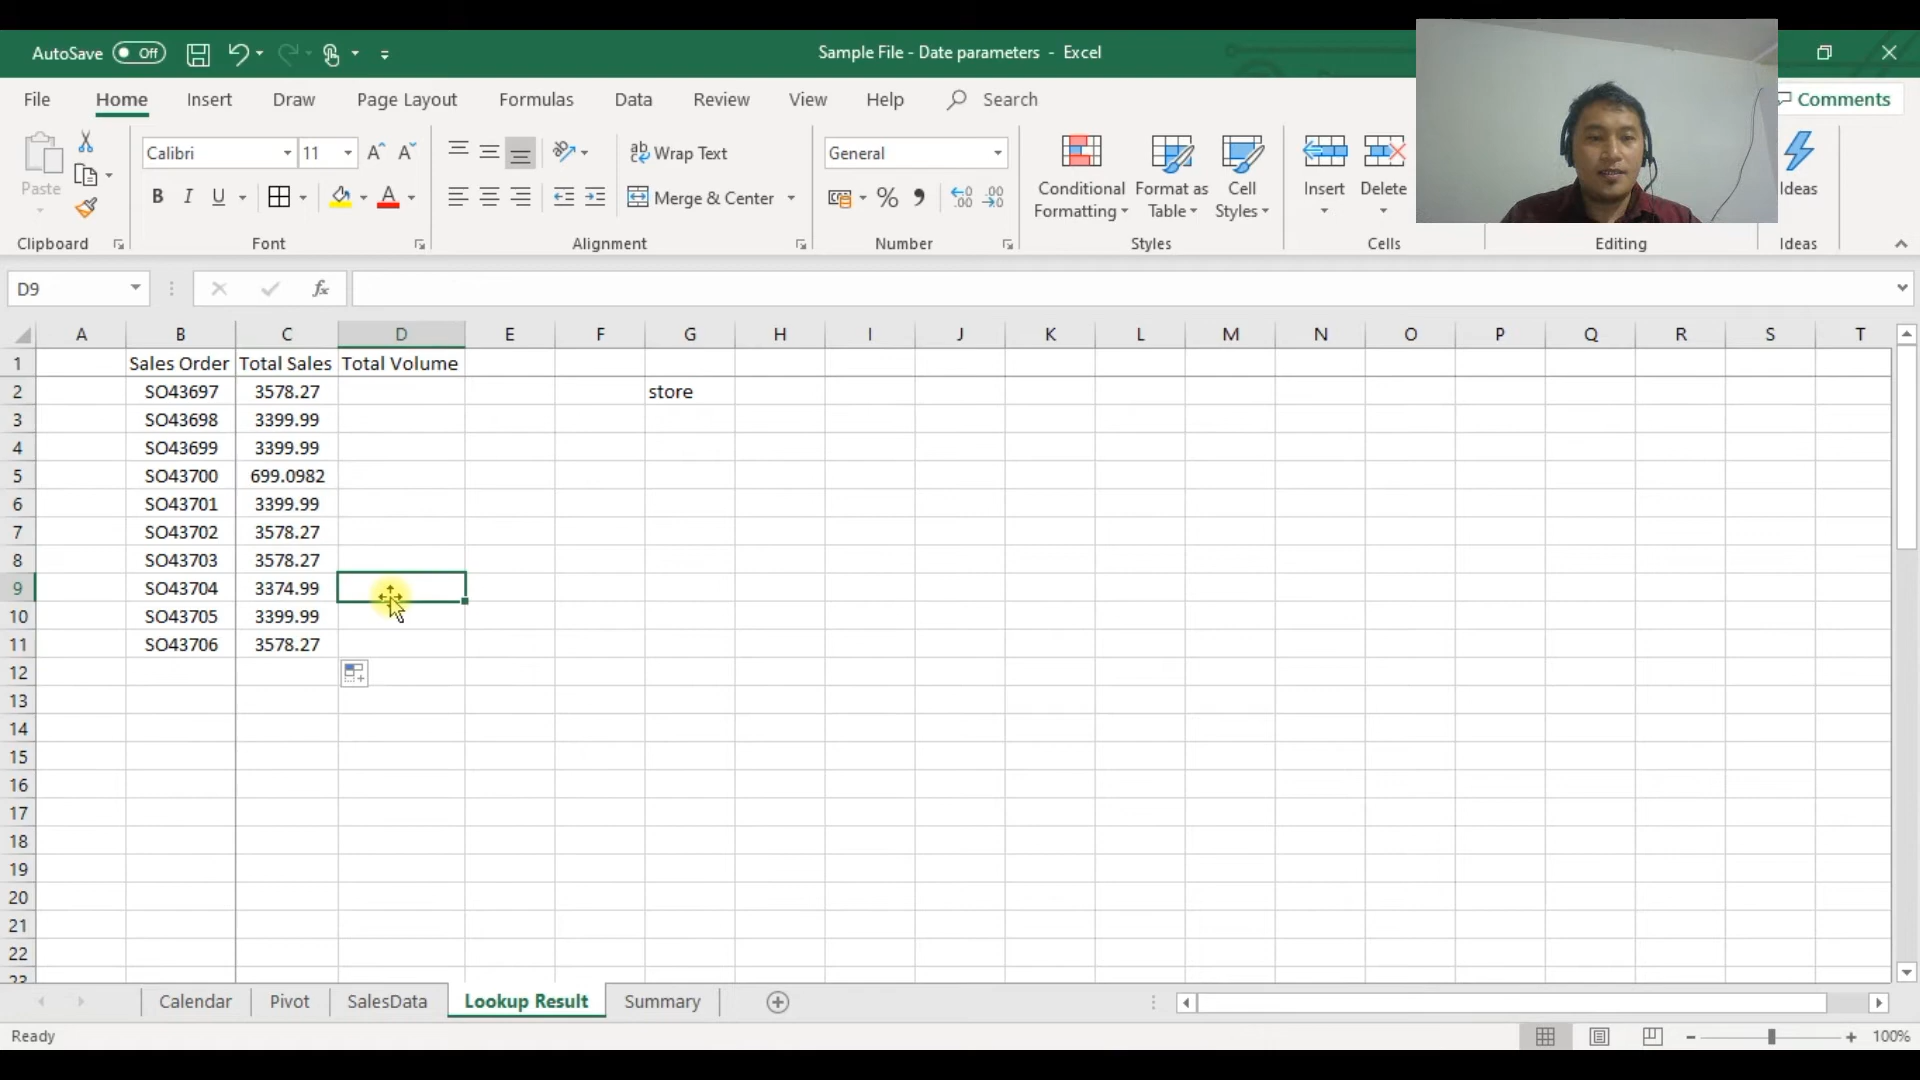 AutoSave Off Sample File - Date parameters - Excel
File Home Insert Draw Page Layout Formulas Data Review View Help Search Comments
Paste Calibri 11 Wrap Text General Conditional Formatting Format as Table Cell Styles Insert Delete Ideas
B I U A Merge & Center % 
Clipboard Font Alignment Number Styles Cells Editing Ideas
D9 fx
A B C D E F G H I J K L M N O P Q R S T
1 Sales Order Total Sales Total Volume
2 SO43697 3578.27 store
3 SO43698 3399.99
4 SO43699 3399.99
5 SO43700 699.0982
6 SO43701 3399.99
7 SO43702 3578.27
8 SO43703 3578.27
9 SO43704 3374.99
10 SO43705 3399.99
11 SO43706 3578.27
12
13
14
15
16
17
18
19
20
21
22
23
Calendar Pivot SalesData Lookup Result Summary
Ready 100%